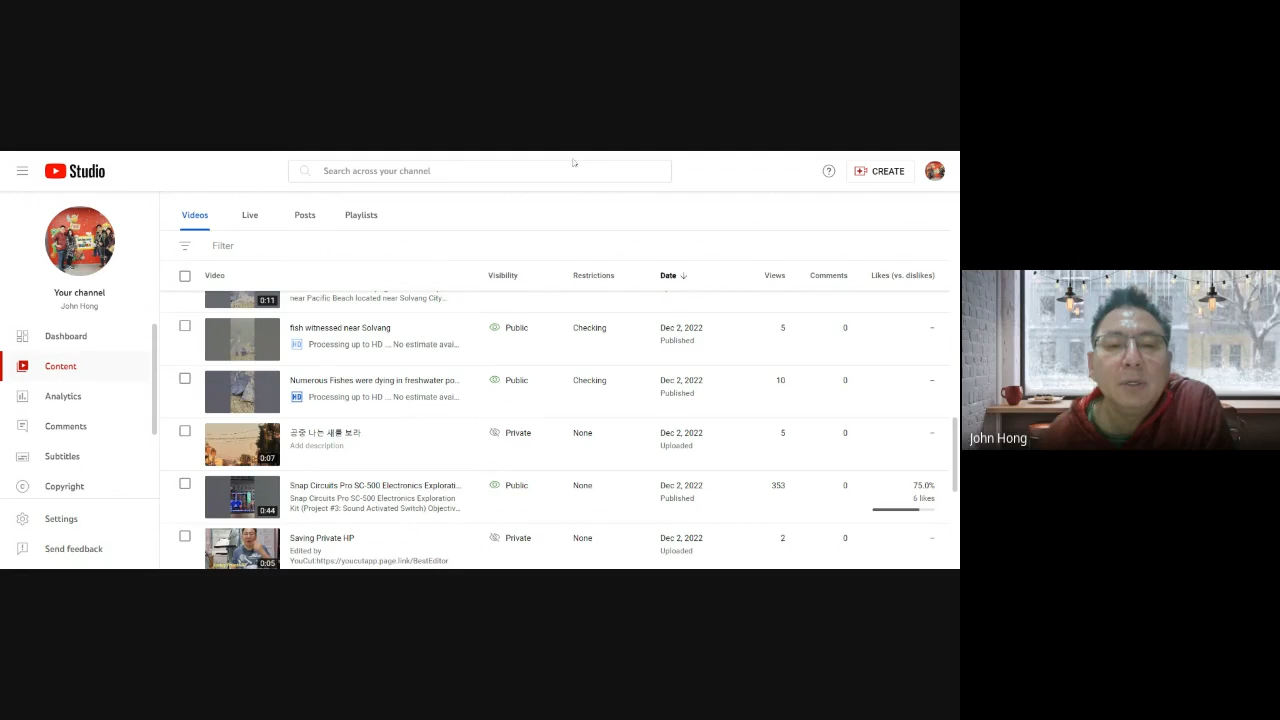 Studio
Search across your channel
CREATE
Your channel
John Hong
Dashboard
Content
Analytics
Comments
Subtitles
Copyright
Settings
Send feedback
Videos Live Posts Playlists
Filter
Video Visibility Restrictions Date Views Comments Likes (vs. dislikes)
0:11 near Pacific Beach located near Solvang City...
fish witnessed near Solvang Public Checking Dec 2, 2022 5 0 –
HD Processing up to HD ... No estimate avai... Published
Numerous Fishes were dying in freshwater po... Public Checking Dec 2, 2022 10 0 –
HD Processing up to HD ... No estimate avai... Published
공중 나는 새를 보라 Private None Dec 2, 2022 5 0 –
Add description Uploaded
0:07
Snap Circuits Pro SC-500 Electronics Explorati... Public None Dec 2, 2022 353 0 75.0%
Snap Circuits Pro SC-500 Electronics Exploration Published 6 likes
0:44 Kit (Project #3: Sound Activated Switch) Objectiv...
Saving Private HP Private None Dec 2, 2022 2 0 –
Edited by Uploaded
0:05 YouCut:https://youcutapp.page.link/BestEditor
John Hong